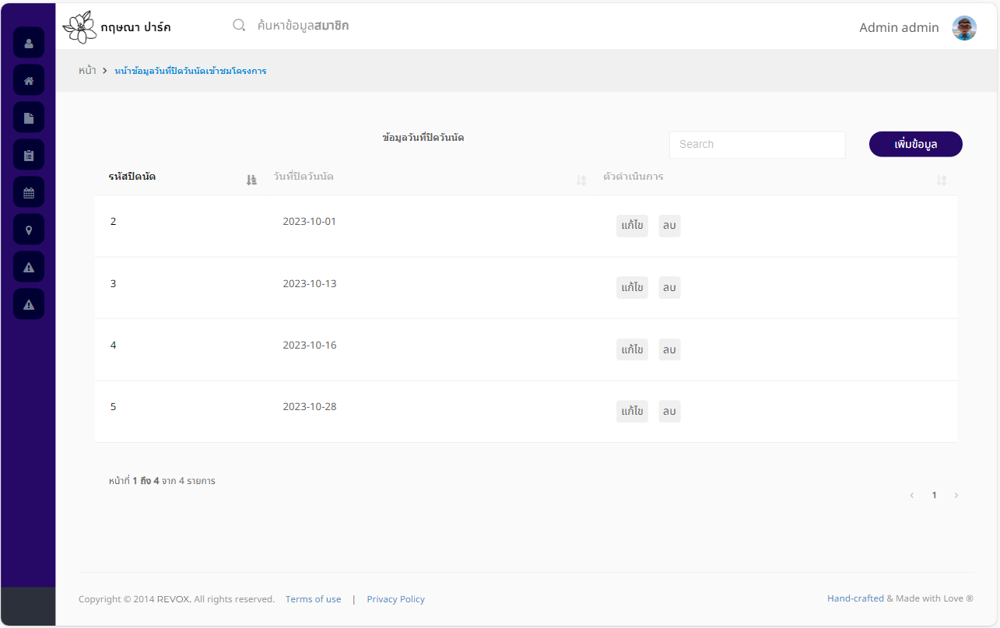 กฤษณา ปาร์ค
ค้นหาข้อมูลสมาชิก
Admin admin
หน้า > หน้าข้อมูลวันที่ปิดวันนัดเข้าชมโครงการ
ข้อมูลวันที่ปิดวันนัด
Search
เพิ่มข้อมูล
รหัสปิดนัด วันที่ปิดวันนัด ตัวดำเนินการ
2 2023-10-01 แก้ไข ลบ
3 2023-10-13 แก้ไข ลบ
4 2023-10-16 แก้ไข ลบ
5 2023-10-28 แก้ไข ลบ
หน้าที่ 1 ถึง 4 จาก 4 รายการ
‹ 1 ›
Copyright © 2014 REVOX. All rights reserved. Terms of use | Privacy Policy
Hand-crafted & Made with Love ®